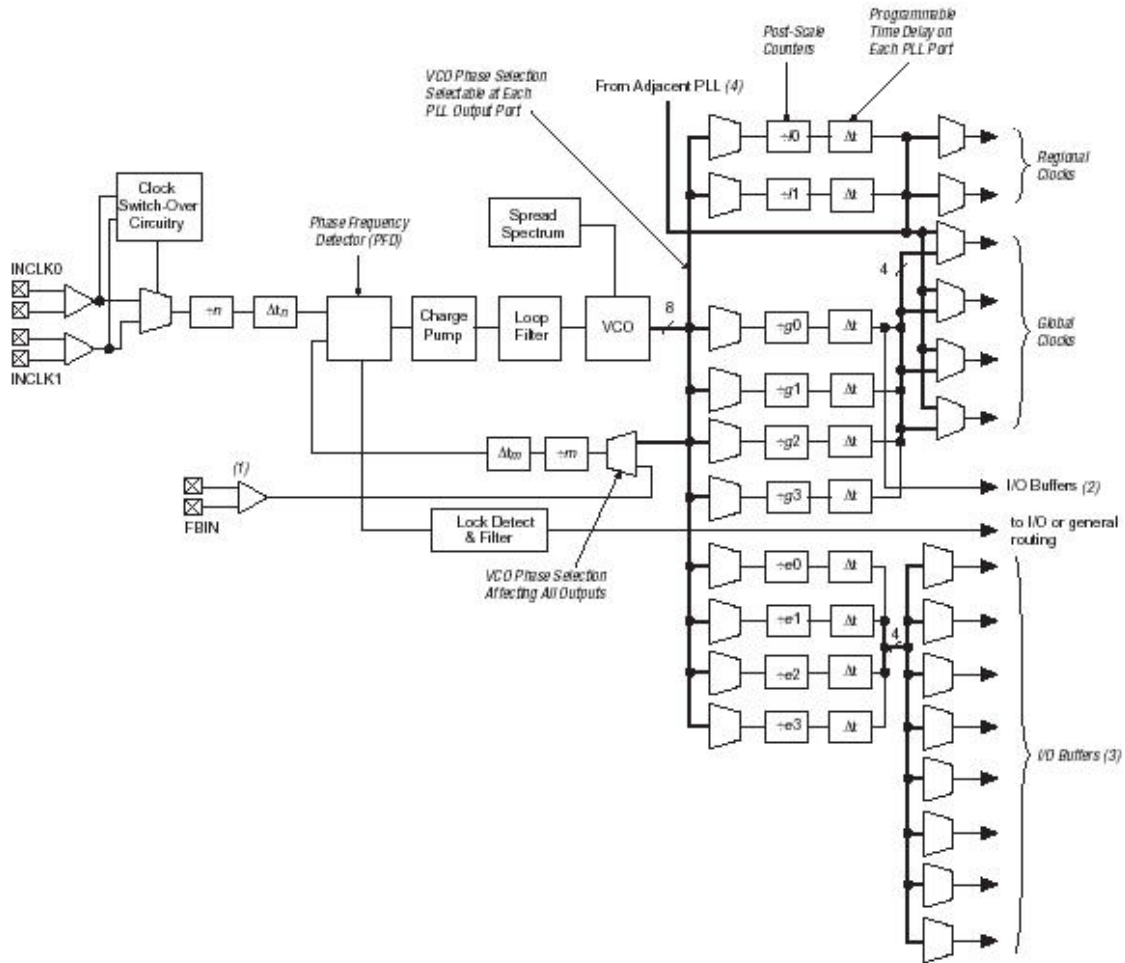 Post-Scale
Counters
Programmable
Time Delay on
Each PLL Port
VCO Phase Selection
Selectable at Each
PLL Output Port
From Adjacent PLL (4)
÷l0
Δt
÷l1
Δt
Regional
Clocks
Clock
Switch-Over
Circuitry
Phase Frequency
Detector (PFD)
Spread
Spectrum
4
INCLK0
÷n
Δtn
Charge
Pump
Loop
Filter
VCO
8
÷g0
Δt
Global
Clocks
INCLK1
÷g1
Δt
Δtm
÷m
÷g2
Δt
(1)
÷g3
Δt
I/O Buffers (2)
FBIN
Lock Detect
& Filter
to I/O or general
routing
÷e0
Δt
VCO Phase Selection
Affecting All Outputs
÷e1
Δt
4
÷e2
Δt
÷e3
Δt
I/O Buffers (3)